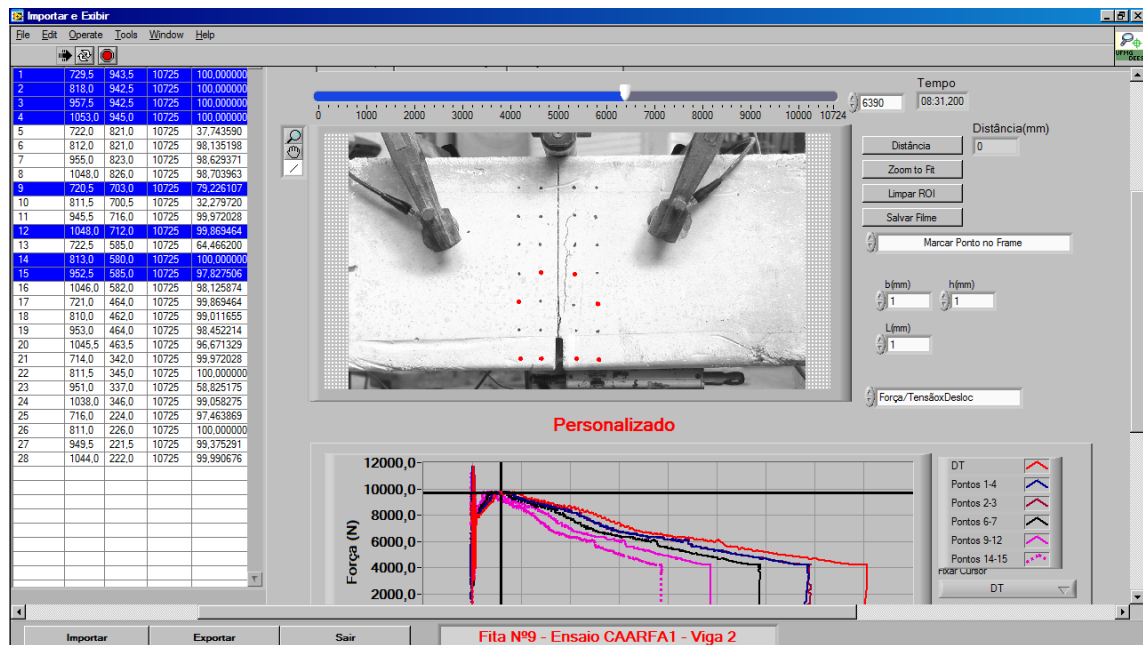 Importar e Exibir
File Edit Operate Tools Window Help
UFMG
DEES
1 729,5 943,5 10725 100,000000
2 818,0 942,5 10725 100,000000
3 957,5 942,5 10725 100,000000
4 1053,0 945,0 10725 100,000000
5 722,0 821,0 10725 37,743590
6 812,0 821,0 10725 98,135198
7 955,0 823,0 10725 98,629371
8 1048,0 826,0 10725 98,703963
9 720,5 703,0 10725 79,226107
10 811,5 700,5 10725 32,279720
11 945,5 716,0 10725 99,972028
12 1048,0 712,0 10725 99,869464
13 722,5 585,0 10725 64,466200
14 813,0 580,0 10725 100,000000
15 952,5 585,0 10725 97,827506
16 1046,0 582,0 10725 98,125874
17 721,0 464,0 10725 99,869464
18 810,0 462,0 10725 99,011655
19 953,0 464,0 10725 98,452214
20 1045,5 463,5 10725 96,671329
21 714,0 342,0 10725 99,972028
22 811,5 345,0 10725 100,000000
23 951,0 337,0 10725 58,825175
24 1038,0 346,0 10725 99,058275
25 716,0 224,0 10725 97,463869
26 811,0 226,0 10725 100,000000
27 949,5 221,5 10725 99,375291
28 1044,0 222,0 10725 99,990676
0 1000 2000 3000 4000 5000 6000 7000 8000 9000 10000 10724
6390
Tempo
08:31,200
Distância(mm)
Distância
0
Zoom to Fit
Limpar ROI
Salvar Filme
Marcar Ponto no Frame
b(mm) h(mm)
1 1
L(mm)
1
Força/TensãoxDesloc
Personalizado
12000,0
10000,0
8000,0
6000,0
4000,0
2000,0
Força (N)
DT
Pontos 1-4
Pontos 2-3
Pontos 6-7
Pontos 9-12
Pontos 14-15
Fixar Cursor
DT
Importar Exportar Sair
Fita Nº9 - Ensaio CAARFA1 - Viga 2